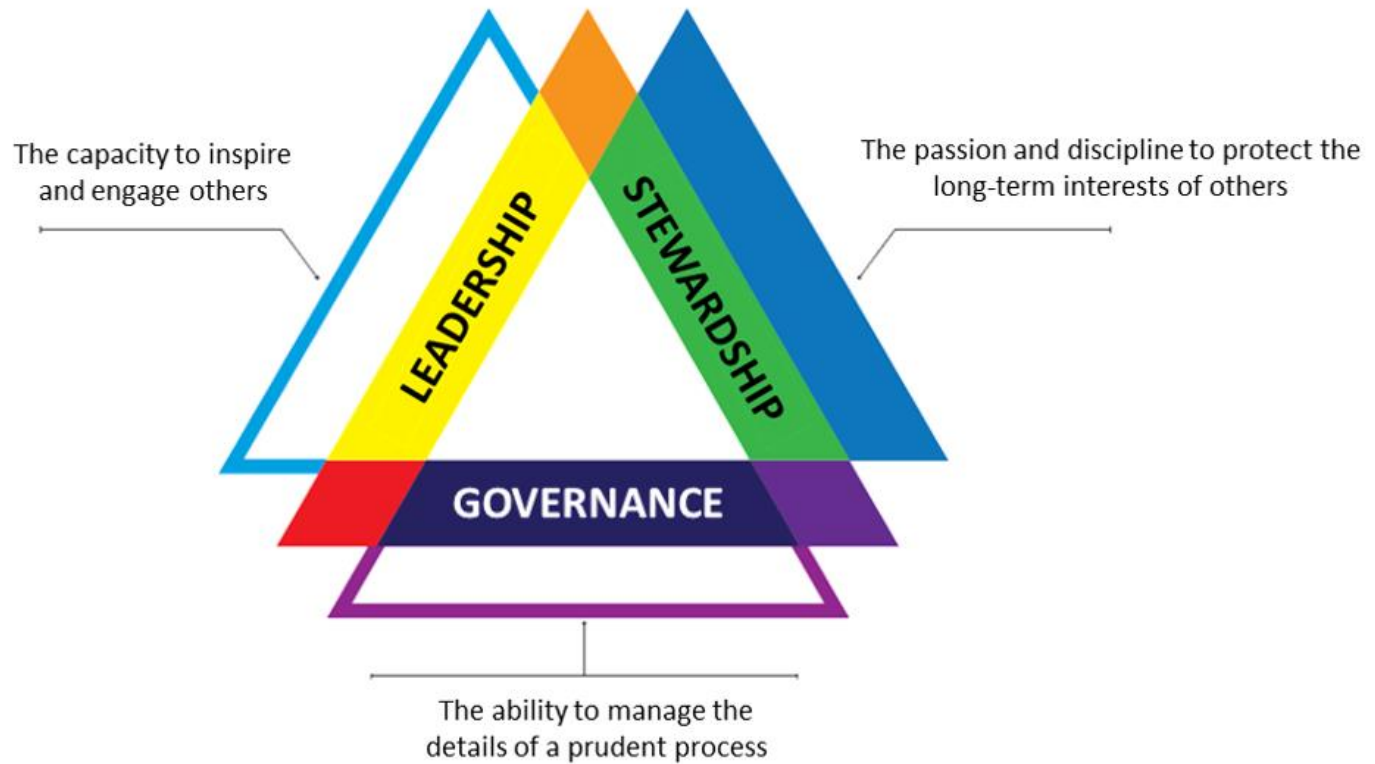 The capacity to inspire
and engage others
The passion and discipline to protect the
long-term interests of others
LEADERSHIP
STEWARDSHIP
GOVERNANCE
The ability to manage the
details of a prudent process